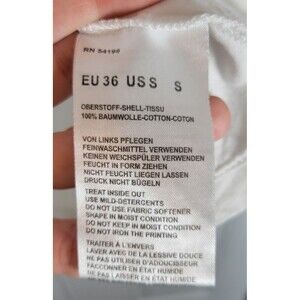 RN 54198
EU 36 US S S
OBERSTOFF-SHELL-TISSU
100% BAUMWOLLE-COTTON-COTON
VON LINKS PFLEGEN
FEINWASCHMITTEL VERWENDEN
KEINEN WEICHSPÜLER VERWENDEN
FEUCHT IN FORM ZIEHEN
NICHT FEUCHT LIEGEN LASSEN
DRUCK NICHT BÜGELN
TREAT INSIDE OUT
USE MILD-DETERGENTS
DO NOT USE FABRIC SOFTENER
SHAPE IN MOIST CONDITION
DO NOT KEEP IN MOIST CONDITION
DO NOT IRON THE PRINTING
TRAITER À L'ENVERS
LAVER AVEC DE LA LESSIVE DOUCE
NE PAS UTILISER D'ADOUCISSANT
FACONNER EN ÉTAT HUMIDE
NE PAS LAISSER EN ÉTAT HUMIDE